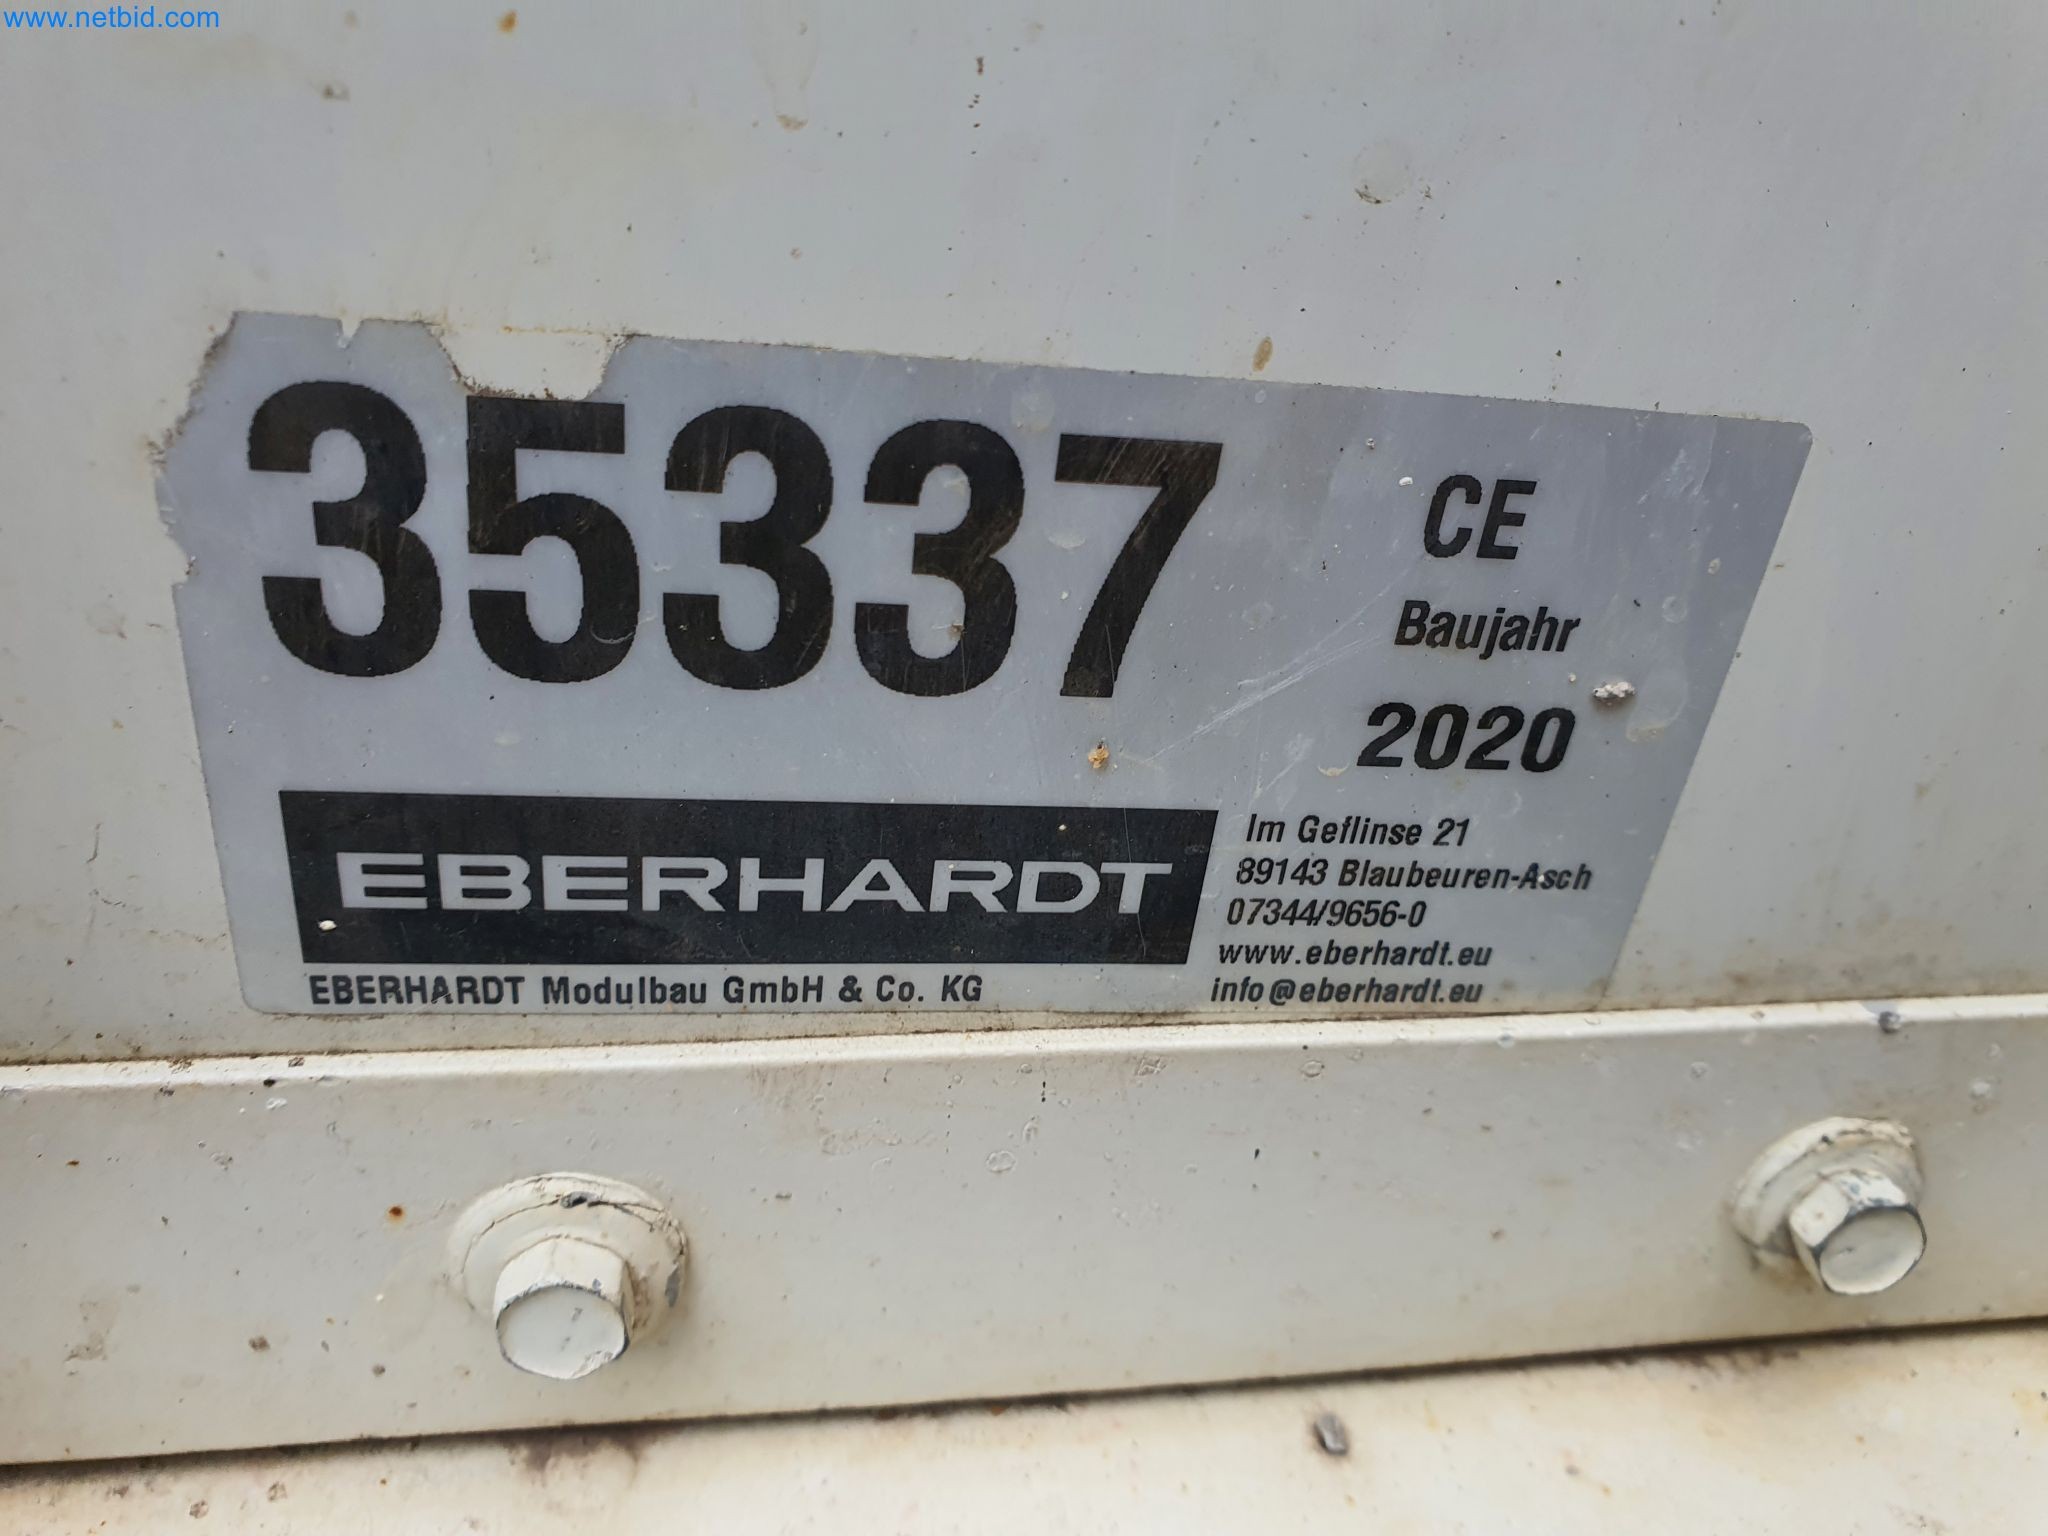 www.netbid.com
35337
CE
Baujahr
2020
EBERHARDT
EBERHARDT Modulbau GmbH & Co. KG
Im Geflinse 21
89143 Blaubeuren-Asch
07344/9656-0
www.eberhardt.eu
info@eberhardt.eu